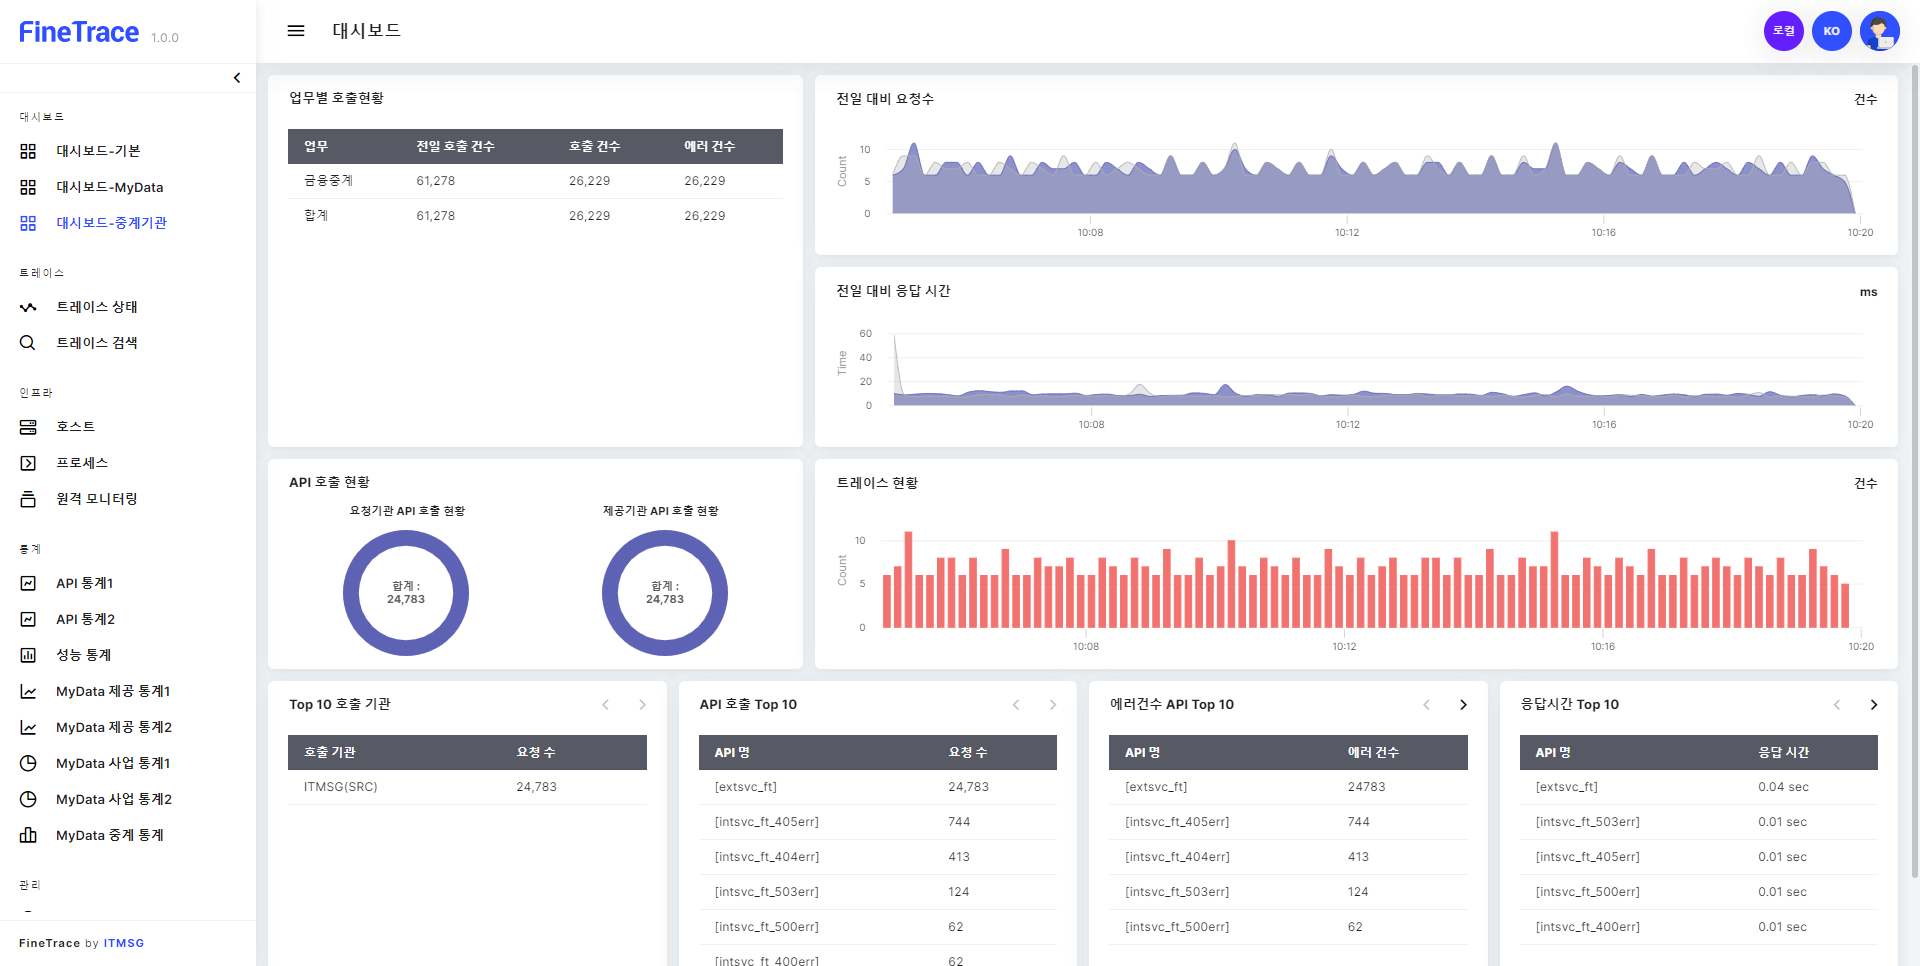 FineTrace 1.0.0
대시보드
로컬
KO
대시보드
대시보드-기본
대시보드-MyData
대시보드-중계기관
트레이스
트레이스 상태
트레이스 검색
인프라
호스트
프로세스
원격 모니터링
통계
API 통계1
API 통계2
성능 통계
MyData 제공 통계1
MyData 제공 통계2
MyData 사업 통계1
MyData 사업 통계2
MyData 중계 통계
관리
FineTrace by ITMSG
업무별 호출현황
업무 전일 호출 건수 호출 건수 에러 건수
금융중계 61,278 26,229 26,229
합계 61,278 26,229 26,229
전일 대비 요청수 건수
Count
10
5
0
10:08 10:12 10:16 10:20
전일 대비 응답 시간 ms
Time
60
40
20
0
10:08 10:12 10:16 10:20
API 호출 현황
요청기관 API 호출 현황
합계 :
24,783
제공기관 API 호출 현황
합계 :
24,783
트레이스 현황 건수
Count
10
5
0
10:08 10:12 10:16 10:20
Top 10 호출 기관
호출 기관 요청 수
ITMSG(SRC) 24,783
API 호출 Top 10
API 명 요청 수
[extsvc_ft] 24,783
[intsvc_ft_405err] 744
[intsvc_ft_404err] 413
[intsvc_ft_503err] 124
[intsvc_ft_500err] 62
[intsvc_ft_400err] 62
에러건수 API Top 10
API 명 에러 건수
[extsvc_ft] 24783
[intsvc_ft_405err] 744
[intsvc_ft_404err] 413
[intsvc_ft_503err] 124
[intsvc_ft_500err] 62
응답시간 Top 10
API 명 응답 시간
[extsvc_ft] 0.04 sec
[intsvc_ft_503err] 0.01 sec
[intsvc_ft_405err] 0.01 sec
[intsvc_ft_500err] 0.01 sec
[intsvc_ft_400err] 0.01 sec